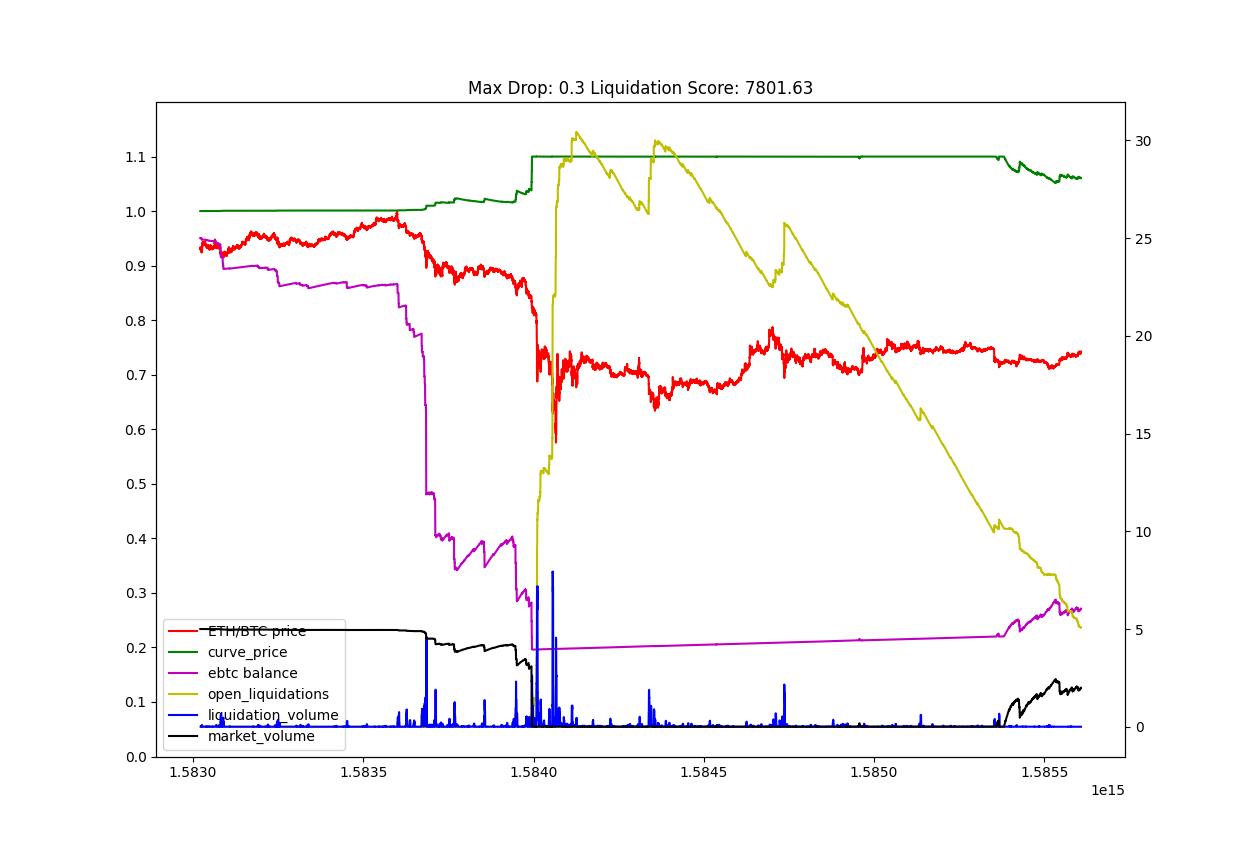 Max Drop: 0.3 Liquidation Score: 7801.63
1.1
1.0
0.9
0.8
0.7
0.6
0.5
0.4
0.3
0.2
0.1
0.0
30
25
20
15
10
5
0
ETH/BTC price
curve_price
ebtc balance
open_liquidations
liquidation_volume
market_volume
1.5830 1.5835 1.5840 1.5845 1.5850 1.5855
1e15